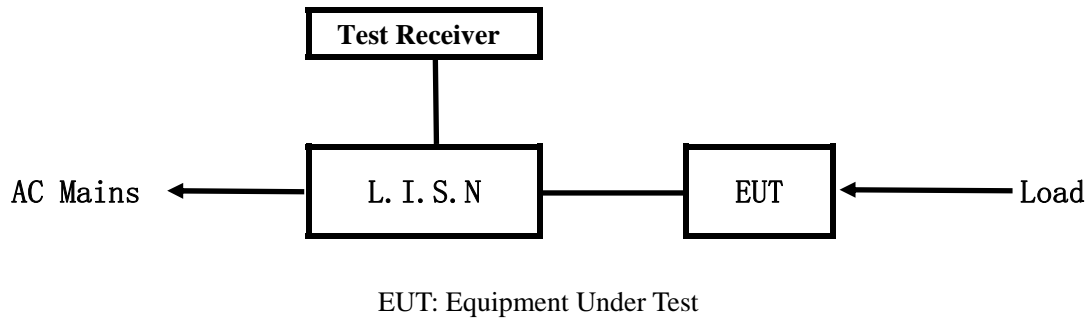 Test Receiver
AC Mains L.I.S.N EUT Load
EUT: Equipment Under Test